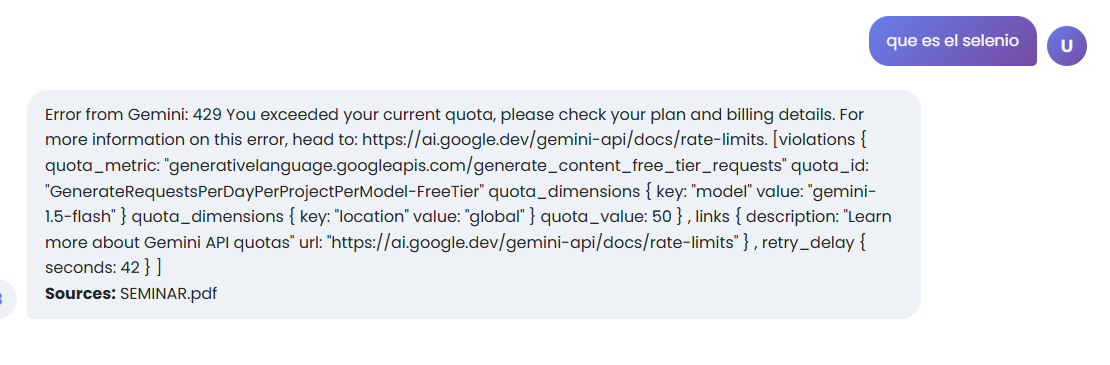 que es el selenio
U
Error from Gemini: 429 You exceeded your current quota, please check your plan and billing details. For
more information on this error, head to: https://ai.google.dev/gemini-api/docs/rate-limits. [violations {
quota_metric: "generativelanguage.googleapis.com/generate_content_free_tier_requests" quota_id:
"GenerateRequestsPerDayPerProjectPerModel-FreeTier" quota_dimensions { key: "model" value: "gemini-
1.5-flash" } quota_dimensions { key: "location" value: "global" } quota_value: 50 } , links { description: "Learn
more about Gemini API quotas" url: "https://ai.google.dev/gemini-api/docs/rate-limits" } , retry_delay {
seconds: 42 } ]
Sources: SEMINAR.pdf